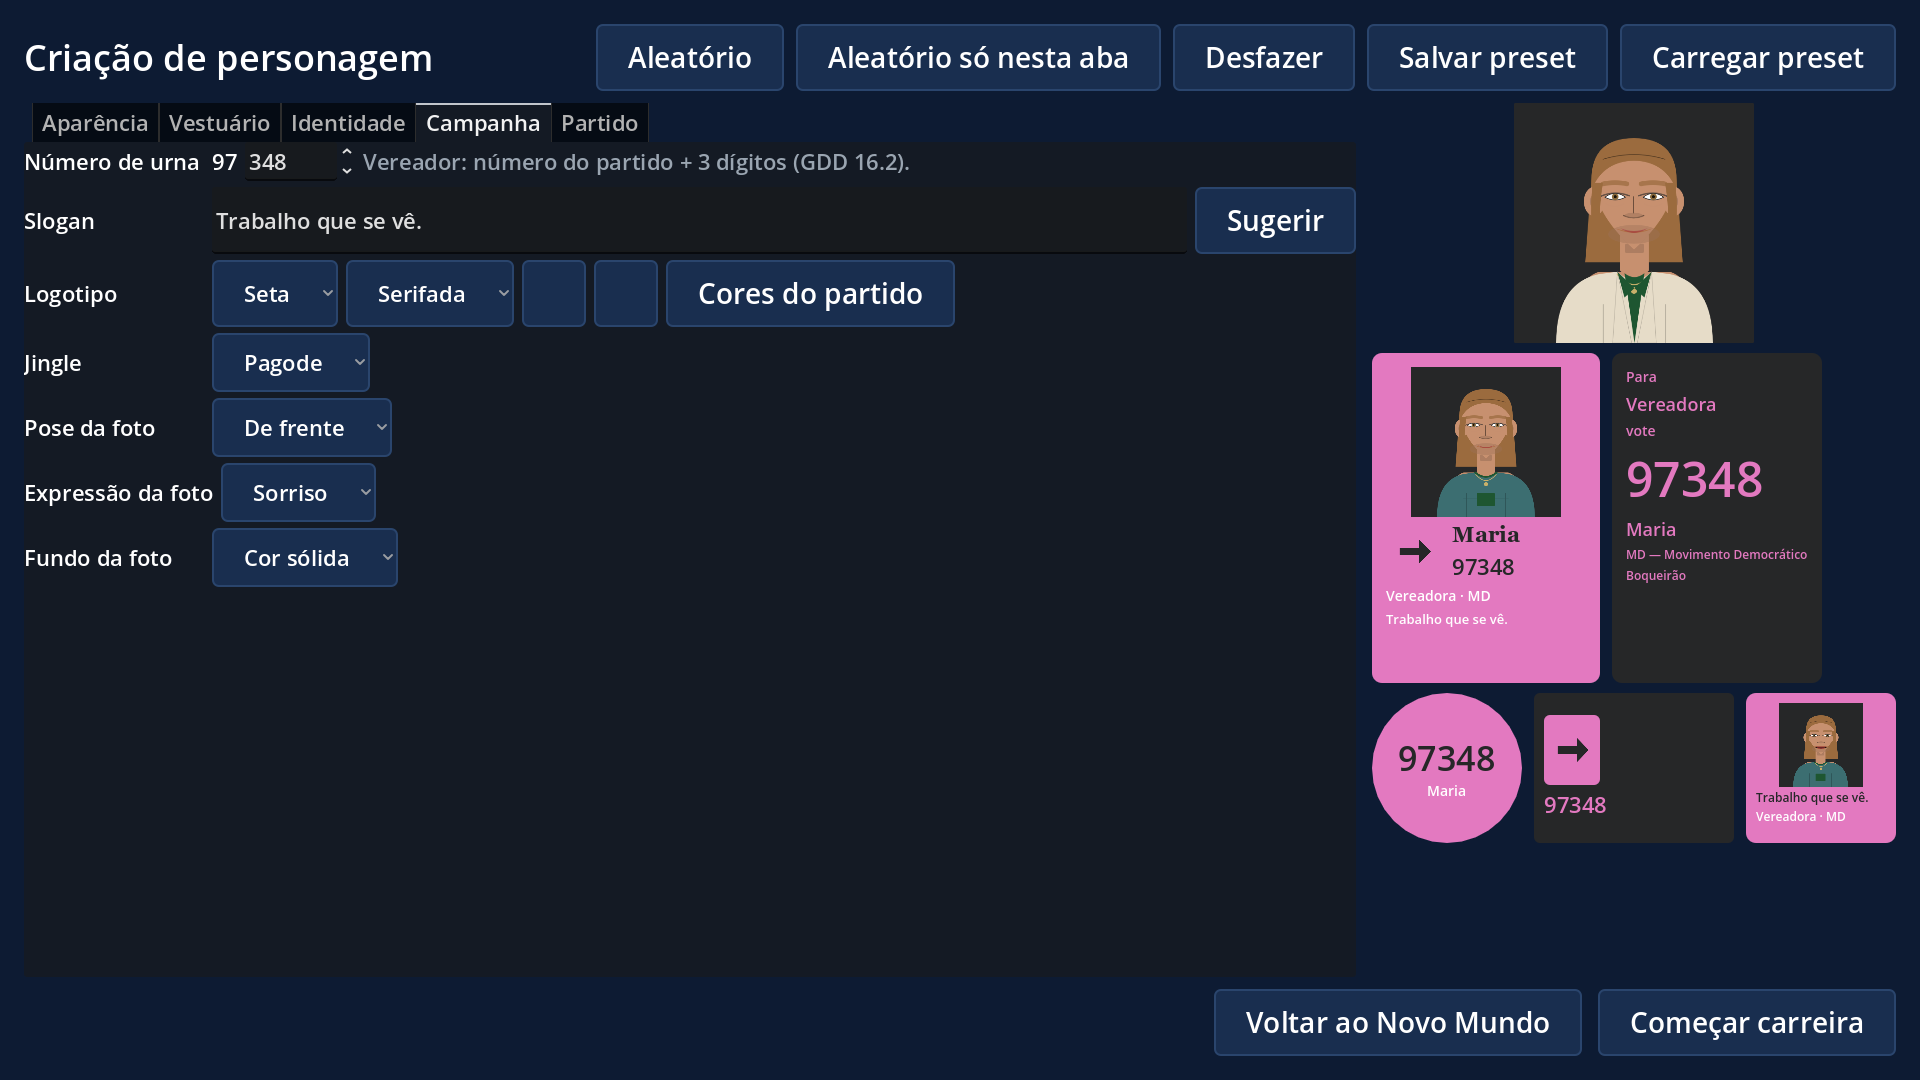 Criação de personagem
Aleatório
Aleatório só nesta aba
Desfazer
Salvar preset
Carregar preset
Aparência
Vestuário
Identidade
Campanha
Partido
Número de urna 97 348 Vereador: número do partido + 3 dígitos (GDD 16.2).
Slogan
Trabalho que se vê.
Sugerir
Logotipo
Seta
Serifada
Cores do partido
Jingle
Pagode
Pose da foto
De frente
Expressão da foto
Sorriso
Fundo da foto
Cor sólida
Maria
97348
Vereadora · MD
Trabalho que se vê.
Para
Vereadora
vote
97348
Maria
MD — Movimento Democrático
Boqueirão
97348
Maria
97348
Trabalho que se vê.
Vereadora · MD
Voltar ao Novo Mundo
Começar carreira